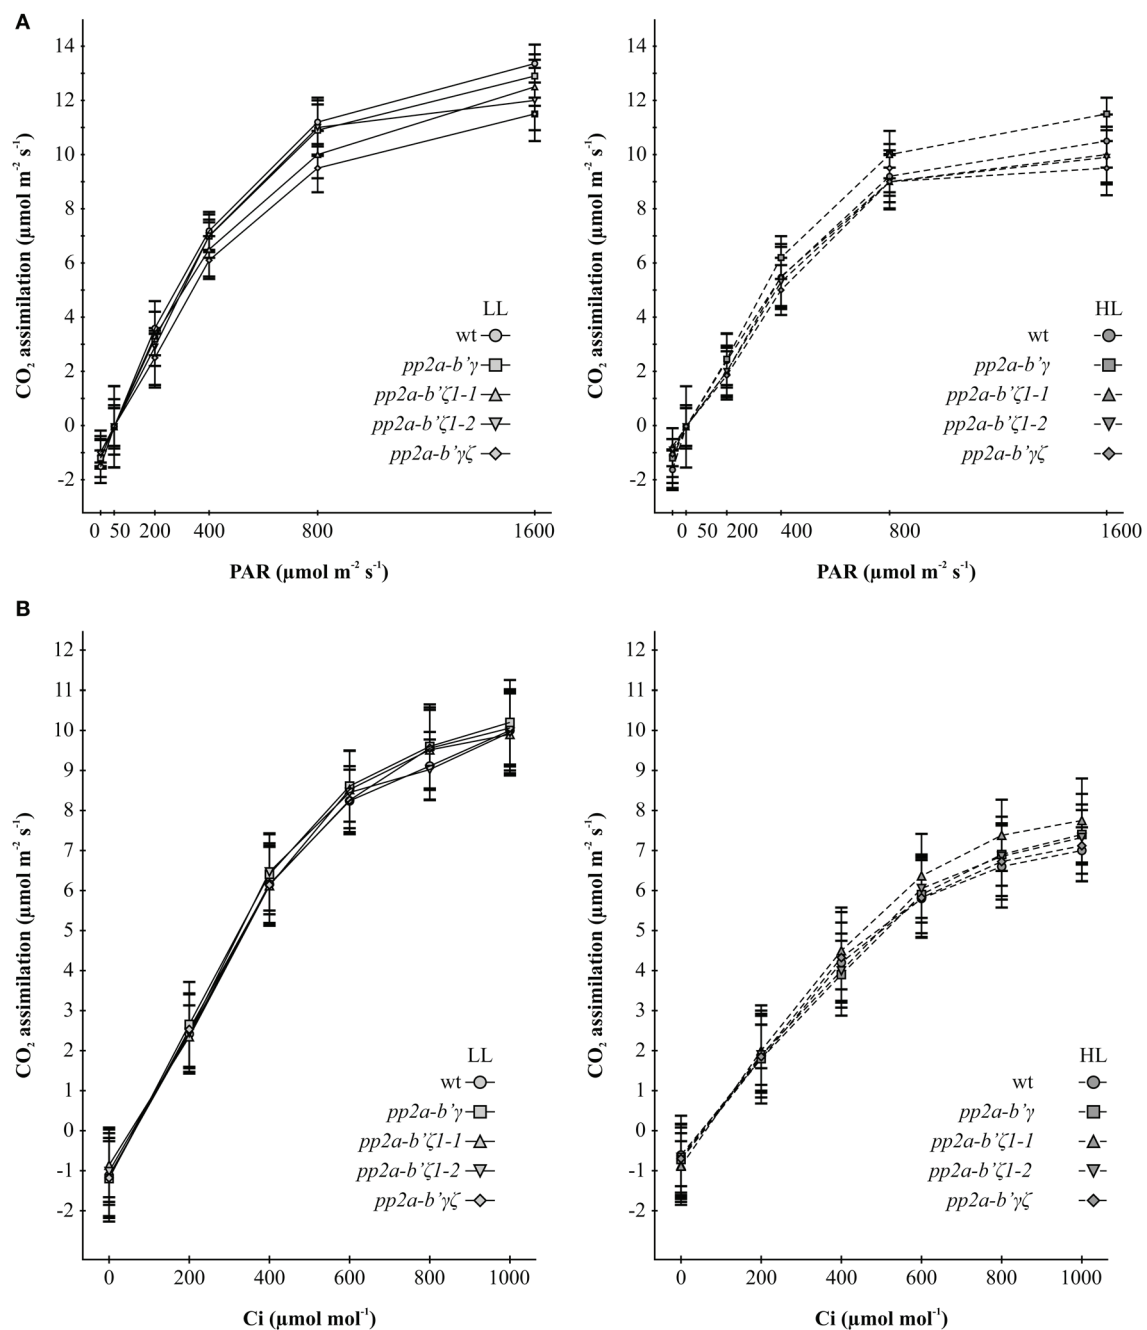 A
14
12
10
8
6
4
2
0
-2
CO₂ assimilation (µmol m⁻² s⁻¹)
LL
wt
pp2a-b'γ
pp2a-b'ζ1-1
pp2a-b'ζ1-2
pp2a-b'γζ
0 50 200 400 800 1600
PAR (µmol m⁻² s⁻¹)
14
12
10
8
6
4
2
0
-2
CO₂ assimilation (µmol m⁻² s⁻¹)
HL
wt
pp2a-b'γ
pp2a-b'ζ1-1
pp2a-b'ζ1-2
pp2a-b'γζ
0 50 200 400 800 1600
PAR (µmol m⁻² s⁻¹)
B
12
11
10
9
8
7
6
5
4
3
2
1
0
-1
-2
CO₂ assimilation (µmol m⁻² s⁻¹)
LL
wt
pp2a-b'γ
pp2a-b'ζ1-1
pp2a-b'ζ1-2
pp2a-b'γζ
0 200 400 600 800 1000
Ci (µmol mol⁻¹)
12
11
10
9
8
7
6
5
4
3
2
1
0
-1
-2
CO₂ assimilation (µmol m⁻² s⁻¹)
HL
wt
pp2a-b'γ
pp2a-b'ζ1-1
pp2a-b'ζ1-2
pp2a-b'γζ
0 200 400 600 800 1000
Ci (µmol mol⁻¹)